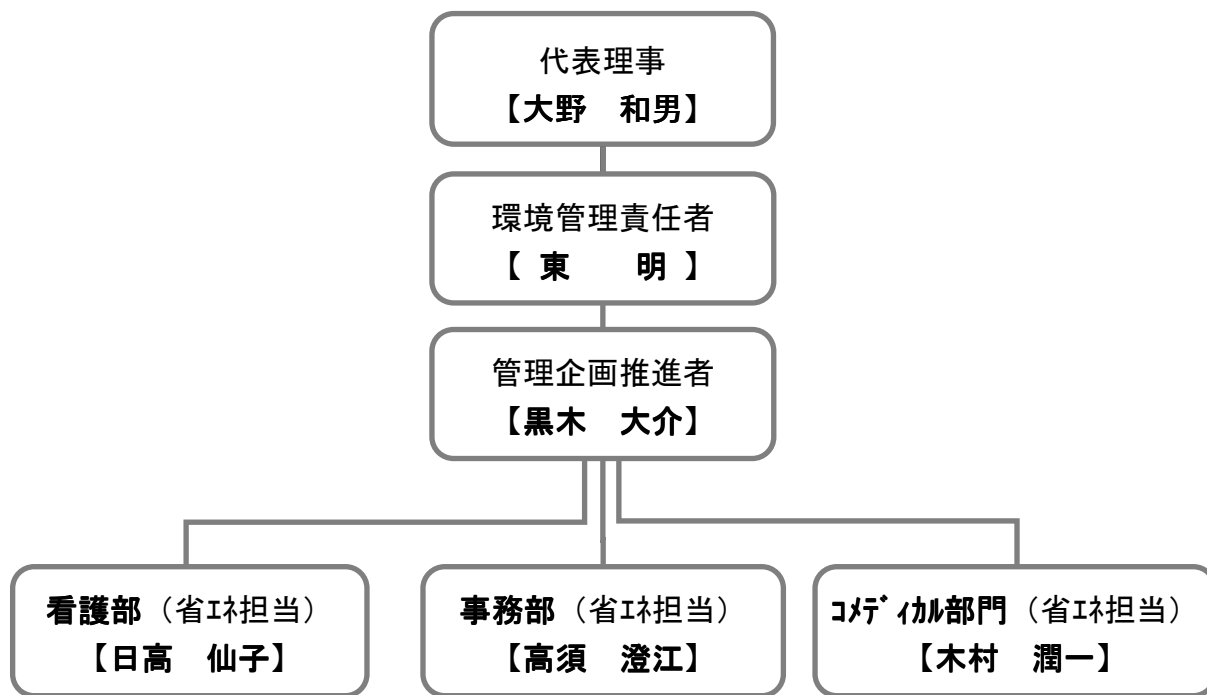 代表理事
【大野　和男】
環境管理責任者
【 東　　明 】
管理企画推進者
【黒木　大介】
看護部（省ｴﾈ担当）
【日高　仙子】
事務部（省ｴﾈ担当）
【高須　澄江】
ｺﾒﾃﾞｨｶﾙ部門（省ｴﾈ担当）
【木村　潤一】